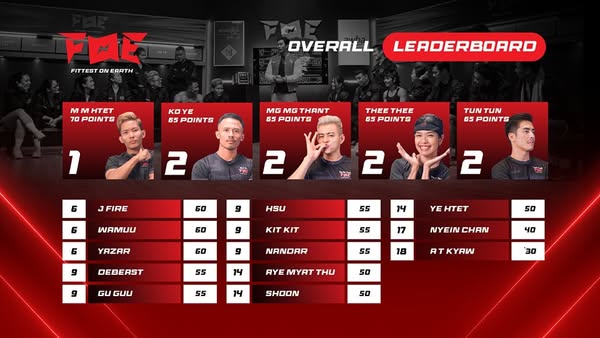 FOE
FITTEST ON EARTH
OVERALL LEADERBOARD
M M HTET
70 POINTS
1
KO YE
65 POINTS
2
MG MG THANT
65 POINTS
2
THEE THEE
65 POINTS
2
TUN TUN
65 POINTS
2
6 J FIRE 60
6 WAMUU 60
6 YAZAR 60
9 DEBEAST 55
9 GU GUU 55
9 HSU 55
9 KIT KIT 55
9 NANDAR 55
14 AYE MYAT THU 50
14 SHOON 50
14 YE HTET 50
17 NYEIN CHAN 40
18 A T KYAW 30